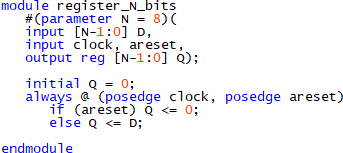 module register_N_bits
#(parameter N = 8)(
input [N-1:0] D,
input clock, areset,
output reg [N-1:0] Q);
initial Q = 0;
always @ (posedge clock, posedge areset)
if (areset) Q <= 0;
else Q <= D;
endmodule